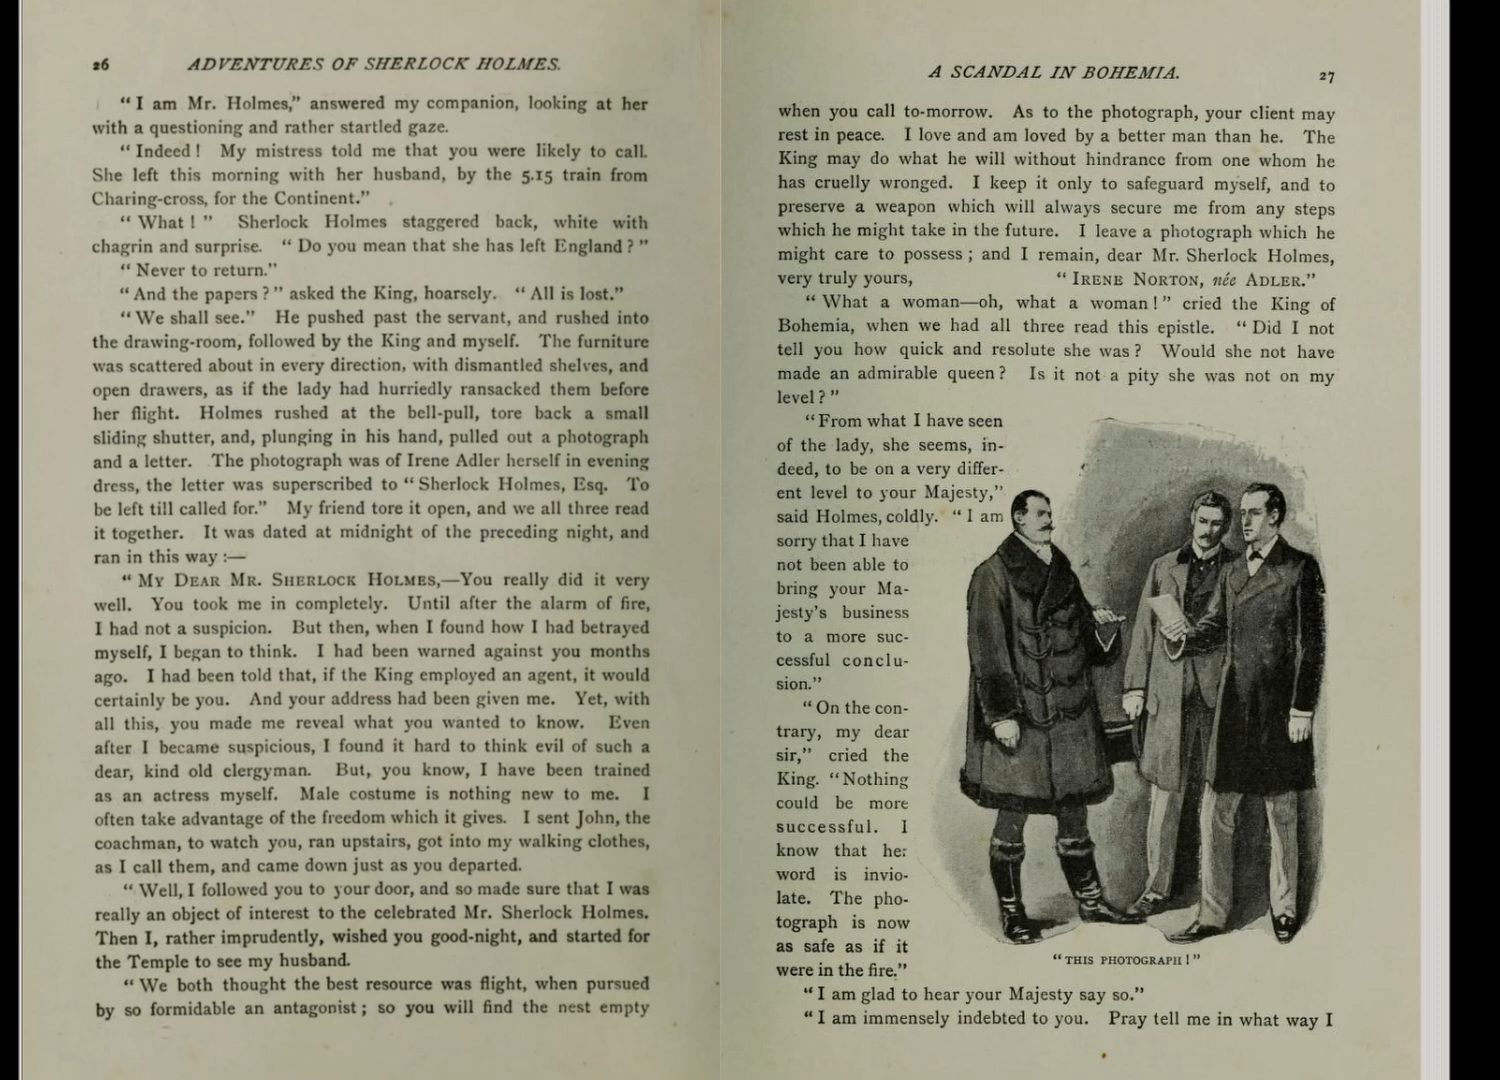 26 ADVENTURES OF SHERLOCK HOLMES.
“I am Mr. Holmes,” answered my companion, looking at her
with a questioning and rather startled gaze.
“Indeed! My mistress told me that you were likely to call.
She left this morning with her husband, by the 5.15 train from
Charing-cross, for the Continent.”
“What!” Sherlock Holmes staggered back, white with
chagrin and surprise. “Do you mean that she has left England?”
“Never to return.”
“And the papers?” asked the King, hoarsely. “All is lost.”
“We shall see.” He pushed past the servant, and rushed into
the drawing-room, followed by the King and myself. The furniture
was scattered about in every direction, with dismantled shelves, and
open drawers, as if the lady had hurriedly ransacked them before
her flight. Holmes rushed at the bell-pull, tore back a small
sliding shutter, and, plunging in his hand, pulled out a photograph
and a letter. The photograph was of Irene Adler herself in evening
dress, the letter was superscribed to “Sherlock Holmes, Esq. To
be left till called for.” My friend tore it open, and we all three read
it together. It was dated at midnight of the preceding night, and
ran in this way:—
“MY DEAR MR. SHERLOCK HOLMES,—You really did it very
well. You took me in completely. Until after the alarm of fire,
I had not a suspicion. But then, when I found how I had betrayed
myself, I began to think. I had been warned against you months
ago. I had been told that, if the King employed an agent, it would
certainly be you. And your address had been given me. Yet, with
all this, you made me reveal what you wanted to know. Even
after I became suspicious, I found it hard to think evil of such a
dear, kind old clergyman. But, you know, I have been trained
as an actress myself. Male costume is nothing new to me. I
often take advantage of the freedom which it gives. I sent John, the
coachman, to watch you, ran upstairs, got into my walking clothes,
as I call them, and came down just as you departed.
“Well, I followed you to your door, and so made sure that I was
really an object of interest to the celebrated Mr. Sherlock Holmes.
Then I, rather imprudently, wished you good-night, and started for
the Temple to see my husband.
“We both thought the best resource was flight, when pursued
by so formidable an antagonist; so you will find the nest empty
A SCANDAL IN BOHEMIA. 27
when you call to-morrow. As to the photograph, your client may
rest in peace. I love and am loved by a better man than he. The
King may do what he will without hindrance from one whom he
has cruelly wronged. I keep it only to safeguard myself, and to
preserve a weapon which will always secure me from any steps
which he might take in the future. I leave a photograph which he
might care to possess; and I remain, dear Mr. Sherlock Holmes,
very truly yours, “IRENE NORTON, née ADLER.”
“What a woman—oh, what a woman!” cried the King of
Bohemia, when we had all three read this epistle. “Did I not
tell you how quick and resolute she was? Would she not have
made an admirable queen? Is it not a pity she was not on my
level?”
“From what I have seen
of the lady, she seems, in-
deed, to be on a very differ-
ent level to your Majesty,”
said Holmes, coldly. “I am
sorry that I have
not been able to
bring your Ma-
jesty's business
to a more suc-
cessful conclu-
sion.”
“On the con-
trary, my dear
sir,” cried the
King. “Nothing
could be more
successful. I
know that her
word is invio-
late. The pho-
tograph is now
as safe as if it
were in the fire.”
“THIS PHOTOGRAPH!”
“I am glad to hear your Majesty say so.”
“I am immensely indebted to you. Pray tell me in what way I